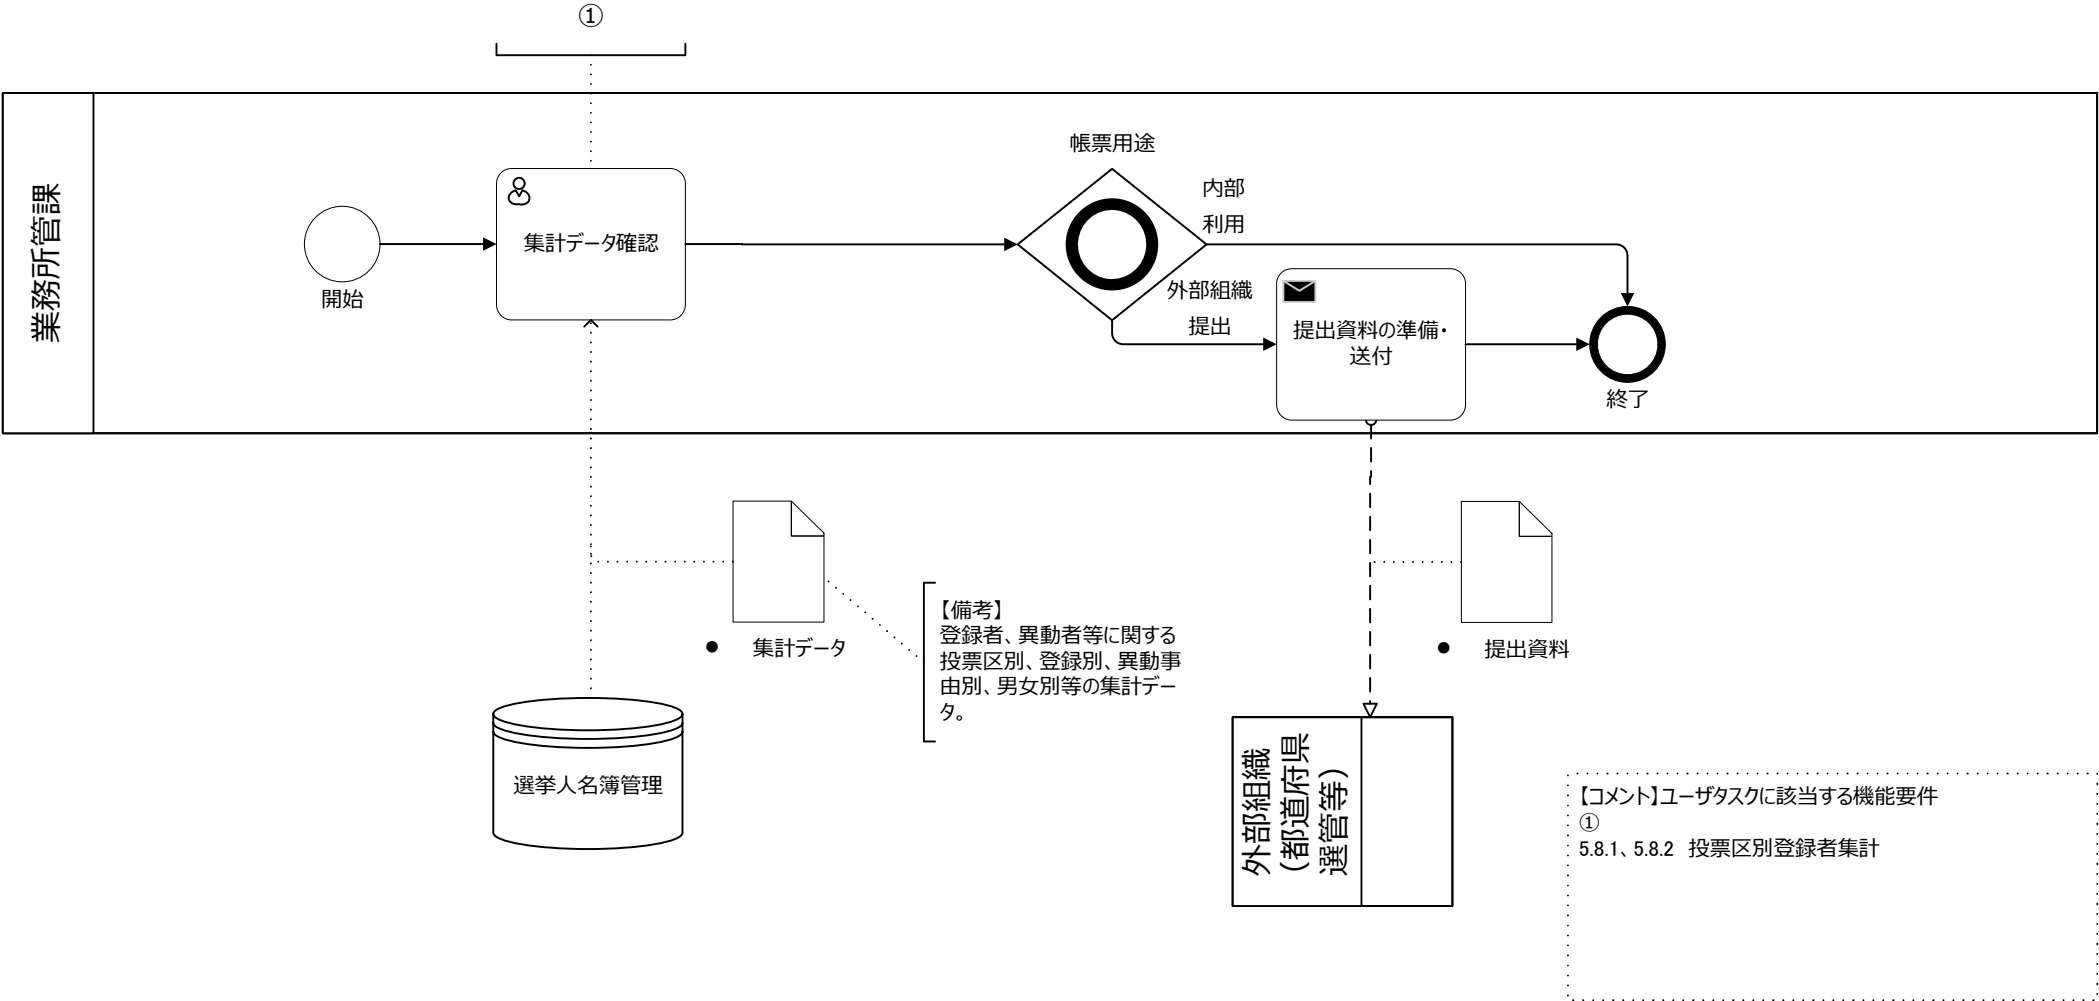 ①
業務所管課
開始
集計データ確認
帳票用途
内部
利用
外部組織
提出
提出資料の準備・
送付
終了
● 集計データ
【備考】
登録者、異動者等に関する
投票区別、登録別、異動事
由別、男女別等の集計デー
タ。
● 提出資料
選挙人名簿管理
外部組織
(都道府県
選管等)
【コメント】ユーザタスクに該当する機能要件
①
5.8.1、5.8.2 投票区別登録者集計